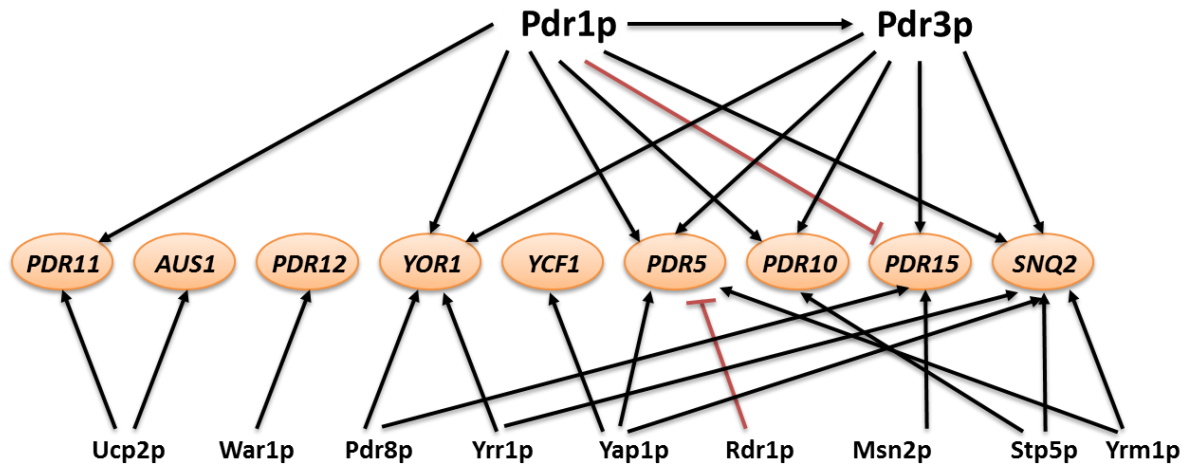 Pdr1p Pdr3p
PDR11 AUS1 PDR12 YOR1 YCF1 PDR5 PDR10 PDR15 SNQ2
Ucp2p War1p Pdr8p Yrr1p Yap1p Rdr1p Msn2p Stp5p Yrm1p